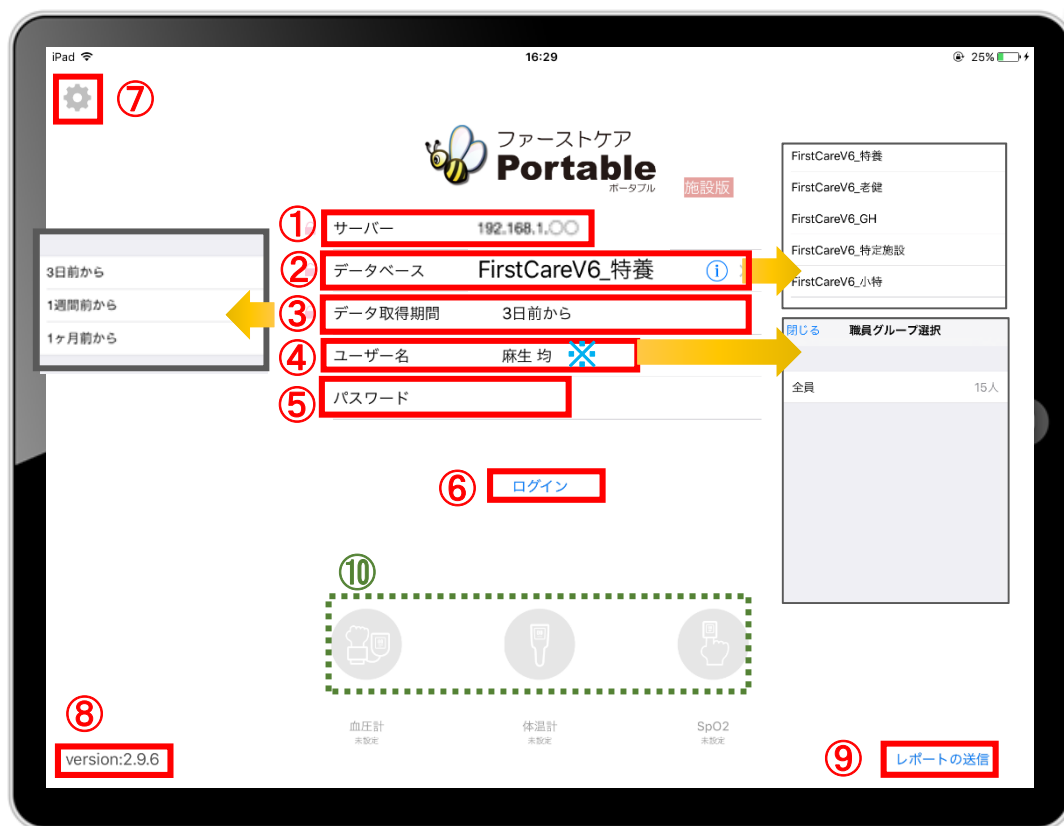 iPad 16:29 25%
⑦
ファーストケア
Portable
ポータブル 施設版
① サーバー 192.168.1.〇〇
② データベース FirstCareV6_特養
③ データ取得期間 3日前から
④ ユーザー名 麻生 均 ※
⑤ パスワード
3日前から
1週間前から
1ヶ月前から
FirstCareV6_特養
FirstCareV6_老健
FirstCareV6_GH
FirstCareV6_特定施設
FirstCareV6_小特
閉じる 職員グループ選択
全員 15人
⑥ ログイン
⑩
血圧計 体温計 SpO2
未設定 未設定 未設定
⑧
version:2.9.6
⑨ レポートの送信